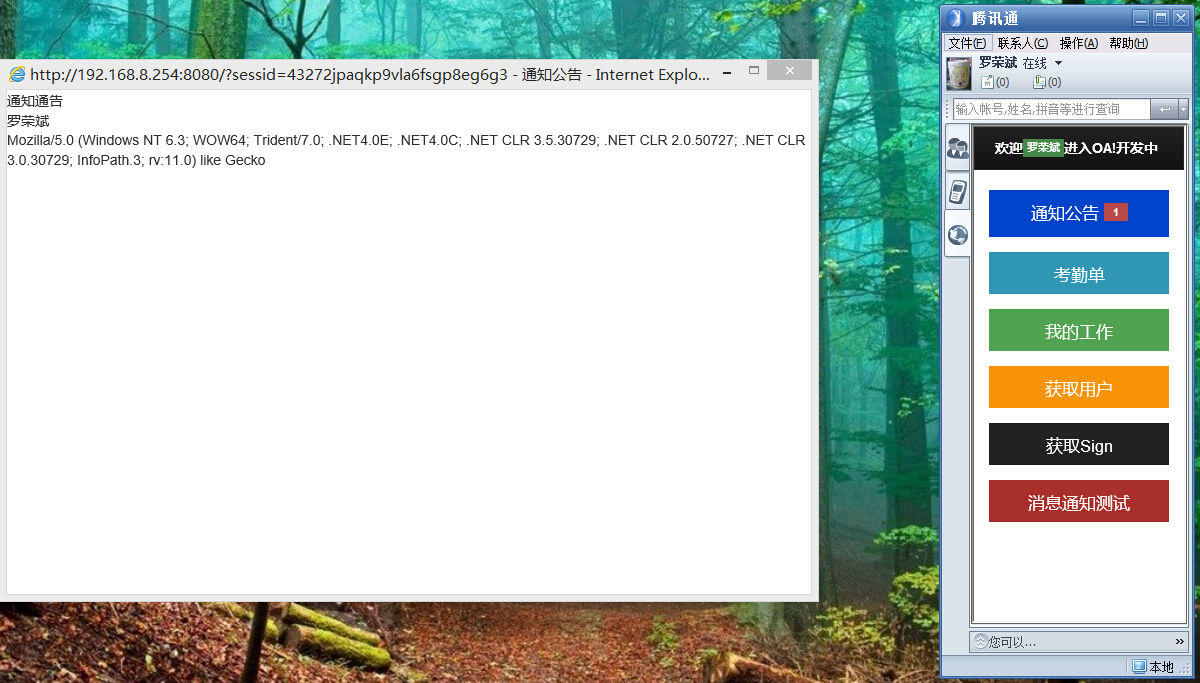 http://192.168.8.254:8080/?sessid=43272jpaqkp9vla6fsgp8eg6g3 - 通知公告 - Internet Explo...
通知通告
罗荣斌
Mozilla/5.0 (Windows NT 6.3; WOW64; Trident/7.0; .NET4.0E; .NET4.0C; .NET CLR 3.5.30729; .NET CLR 2.0.50727; .NET CLR
3.0.30729; InfoPath.3; rv:11.0) like Gecko
腾讯通
文件(F) 联系人(C) 操作(A) 帮助(H)
罗荣斌 在线
(0) (0)
输入帐号,姓名,拼音等进行查询
欢迎罗荣斌进入OA!开发中
通知公告 1
考勤单
我的工作
获取用户
获取Sign
消息通知测试
您可以... »
本地